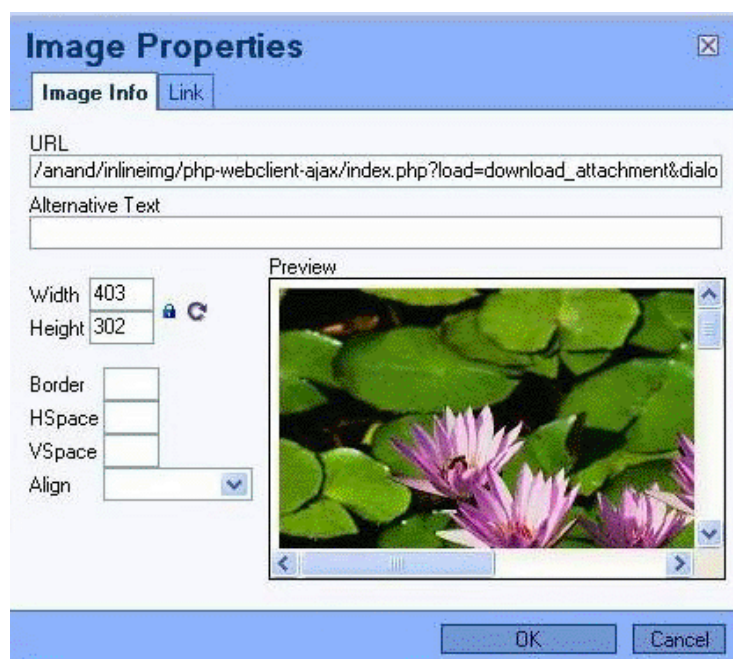 Image Properties
Image Info Link
URL
/anand/inlineimg/php-webclient-ajax/index.php?load=download_attachment&dialo
Alternative Text
Preview
Width 403
Height 302
Border
HSpace
VSpace
Align
OK Cancel